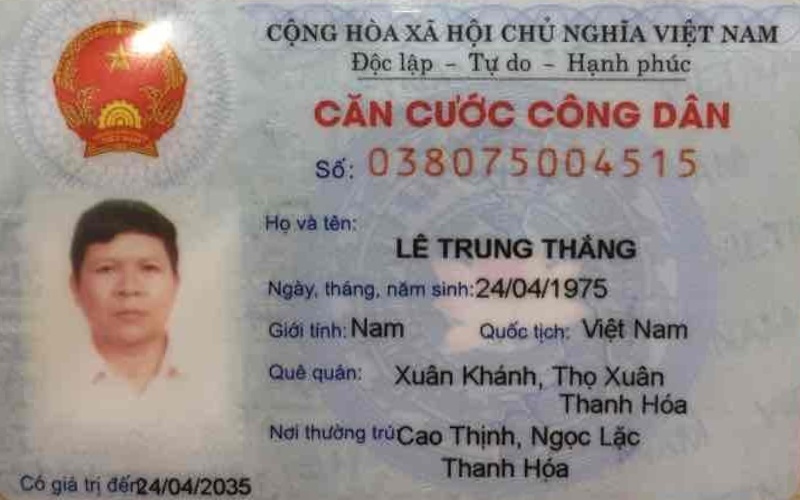 CỘNG HÒA XÃ HỘI CHỦ NGHĨA VIỆT NAM
Độc lập - Tự do - Hạnh phúc
CĂN CƯỚC CÔNG DÂN
Số: 038075004515
Họ và tên:
LÊ TRUNG THẮNG
Ngày, tháng, năm sinh:24/04/1975
Giới tính: Nam Quốc tịch: Việt Nam
Quê quán: Xuân Khánh, Thọ Xuân
Thanh Hóa
Nơi thường trú Cao Thịnh, Ngọc Lặc
Thanh Hóa
Có giá trị đến 24/04/2035